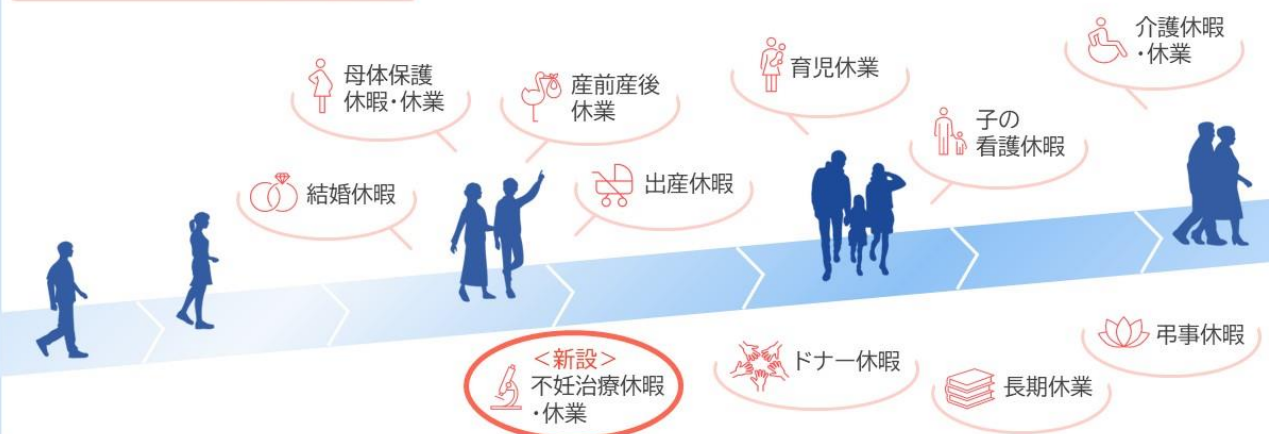 介護休暇
・休業
母体保護
休暇・休業
産前産後
休業
育児休業
子の
看護休暇
結婚休暇
出産休暇
＜新設＞
不妊治療休暇
・休業
ドナー休暇
長期休業
弔事休暇